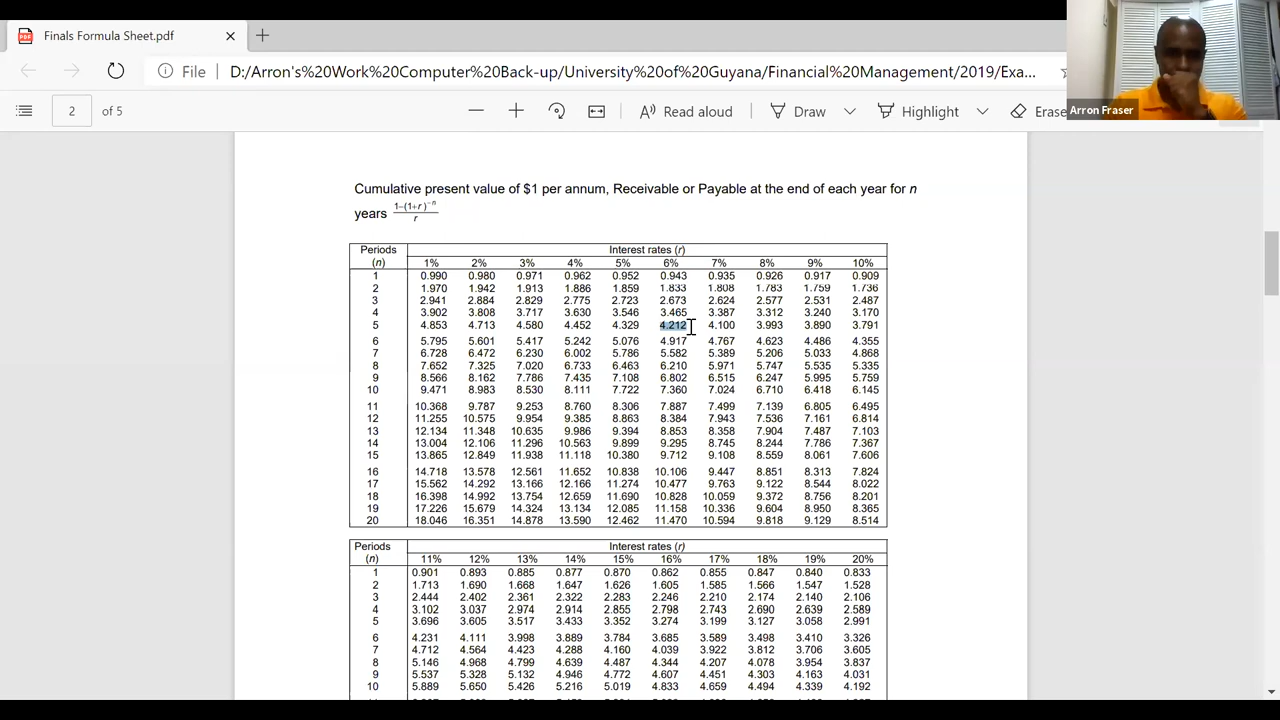 Finals Formula Sheet.pdf
File D:/Arron's%20Work%20Computer%20Back-up/University%20of%20Guyana/Financial%20Management/2019/Exa...
2 of 5 Read aloud Draw Highlight Erase
Arron Fraser
Cumulative present value of $1 per annum, Receivable or Payable at the end of each year for n
years 1–(1+r)⁻ⁿ / r
Periods Interest rates (r)
(n) 1% 2% 3% 4% 5% 6% 7% 8% 9% 10%
1 0.990 0.980 0.971 0.962 0.952 0.943 0.935 0.926 0.917 0.909
2 1.970 1.942 1.913 1.886 1.859 1.833 1.808 1.783 1.759 1.736
3 2.941 2.884 2.829 2.775 2.723 2.673 2.624 2.577 2.531 2.487
4 3.902 3.808 3.717 3.630 3.546 3.465 3.387 3.312 3.240 3.170
5 4.853 4.713 4.580 4.452 4.329 4.212 4.100 3.993 3.890 3.791
6 5.795 5.601 5.417 5.242 5.076 4.917 4.767 4.623 4.486 4.355
7 6.728 6.472 6.230 6.002 5.786 5.582 5.389 5.206 5.033 4.868
8 7.652 7.325 7.020 6.733 6.463 6.210 5.971 5.747 5.535 5.335
9 8.566 8.162 7.786 7.435 7.108 6.802 6.515 6.247 5.995 5.759
10 9.471 8.983 8.530 8.111 7.722 7.360 7.024 6.710 6.418 6.145
11 10.368 9.787 9.253 8.760 8.306 7.887 7.499 7.139 6.805 6.495
12 11.255 10.575 9.954 9.385 8.863 8.384 7.943 7.536 7.161 6.814
13 12.134 11.348 10.635 9.986 9.394 8.853 8.358 7.904 7.487 7.103
14 13.004 12.106 11.296 10.563 9.899 9.295 8.745 8.244 7.786 7.367
15 13.865 12.849 11.938 11.118 10.380 9.712 9.108 8.559 8.061 7.606
16 14.718 13.578 12.561 11.652 10.838 10.106 9.447 8.851 8.313 7.824
17 15.562 14.292 13.166 12.166 11.274 10.477 9.763 9.122 8.544 8.022
18 16.398 14.992 13.754 12.659 11.690 10.828 10.059 9.372 8.756 8.201
19 17.226 15.679 14.324 13.134 12.085 11.158 10.336 9.604 8.950 8.365
20 18.046 16.351 14.878 13.590 12.462 11.470 10.594 9.818 9.129 8.514
Periods Interest rates (r)
(n) 11% 12% 13% 14% 15% 16% 17% 18% 19% 20%
1 0.901 0.893 0.885 0.877 0.870 0.862 0.855 0.847 0.840 0.833
2 1.713 1.690 1.668 1.647 1.626 1.605 1.585 1.566 1.547 1.528
3 2.444 2.402 2.361 2.322 2.283 2.246 2.210 2.174 2.140 2.106
4 3.102 3.037 2.974 2.914 2.855 2.798 2.743 2.690 2.639 2.589
5 3.696 3.605 3.517 3.433 3.352 3.274 3.199 3.127 3.058 2.991
6 4.231 4.111 3.998 3.889 3.784 3.685 3.589 3.498 3.410 3.326
7 4.712 4.564 4.423 4.288 4.160 4.039 3.922 3.812 3.706 3.605
8 5.146 4.968 4.799 4.639 4.487 4.344 4.207 4.078 3.954 3.837
9 5.537 5.328 5.132 4.946 4.772 4.607 4.451 4.303 4.163 4.031
10 5.889 5.650 5.426 5.216 5.019 4.833 4.659 4.494 4.339 4.192